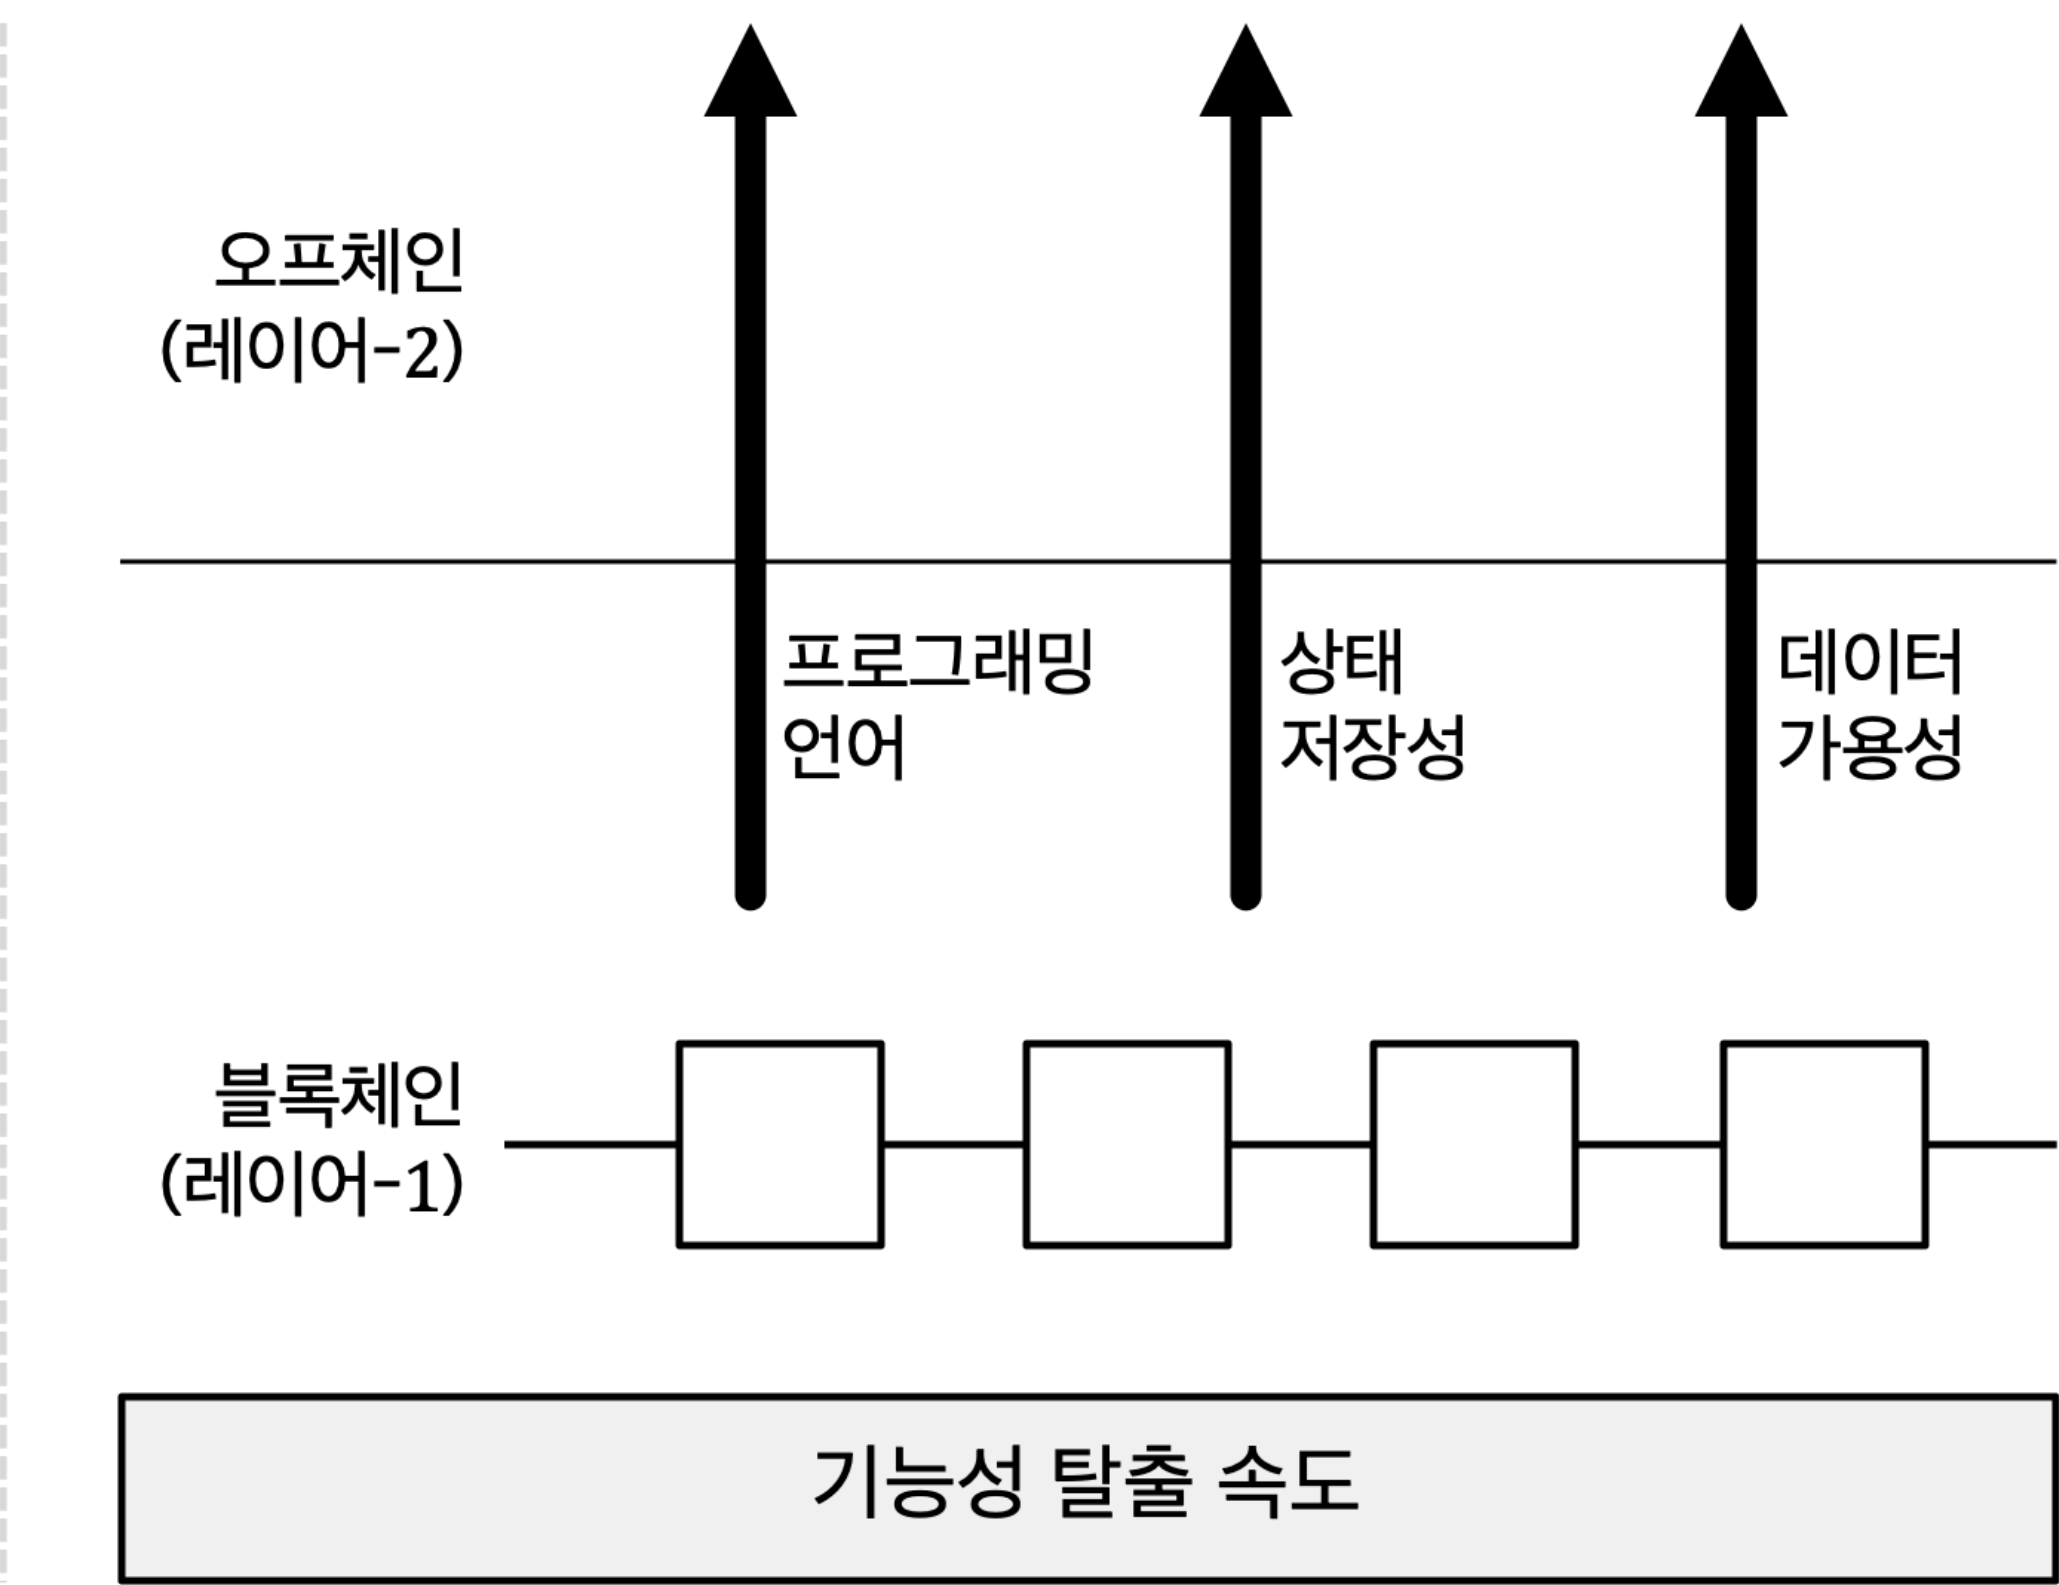 오프체인
(레이어-2)
프로그래밍
언어
상태
저장성
데이터
가용성
블록체인
(레이어-1)
기능성 탈출 속도